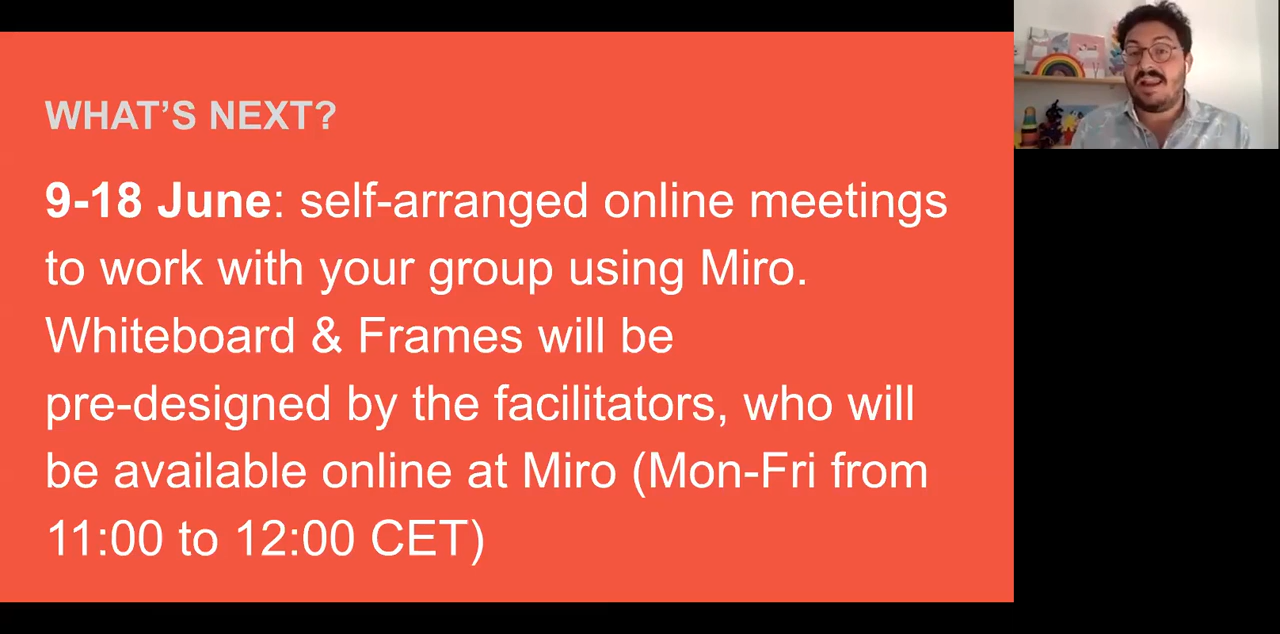 WHAT'S NEXT?
9-18 June: self-arranged online meetings
to work with your group using Miro.
Whiteboard & Frames will be
pre-designed by the facilitators, who will
be available online at Miro (Mon-Fri from
11:00 to 12:00 CET)